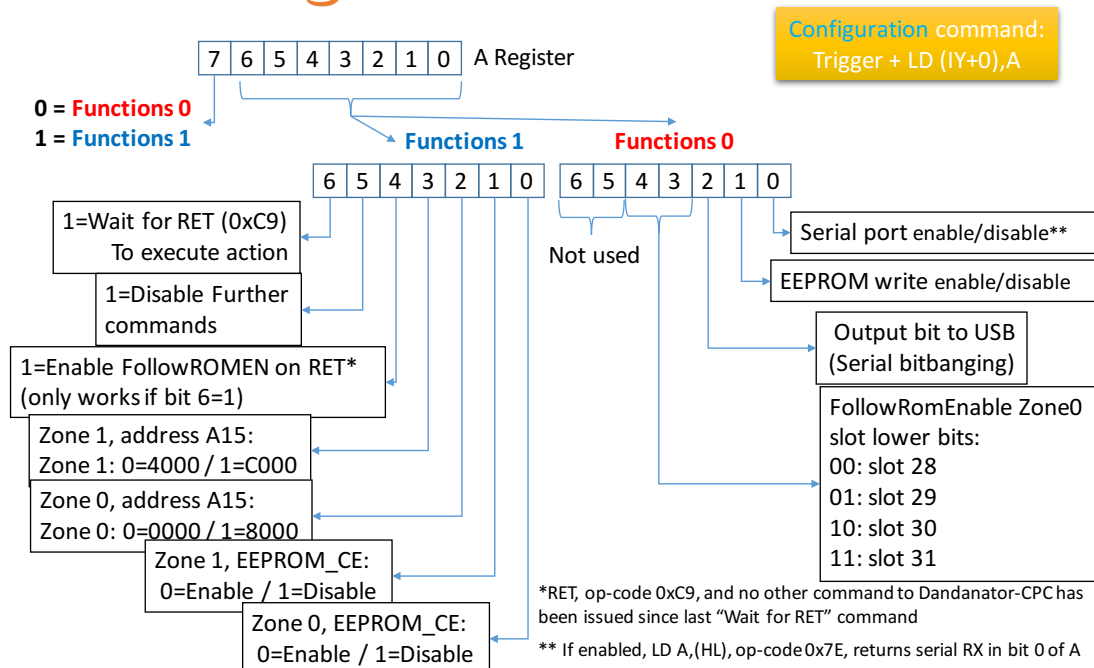 Configuration command:
Trigger + LD (IY+0),A
7 6 5 4 3 2 1 0 A Register
0 = Functions 0
1 = Functions 1
Functions 1
Functions 0
6 5 4 3 2 1 0
6 5 4 3 2 1 0
1=Wait for RET (0xC9)
To execute action
1=Disable Further
commands
1=Enable FollowROMEN on RET*
(only works if bit 6=1)
Zone 1, address A15:
Zone 1: 0=4000 / 1=C000
Zone 0, address A15:
Zone 0: 0=0000 / 1=8000
Zone 1, EEPROM_CE:
0=Enable / 1=Disable
Zone 0, EEPROM_CE:
0=Enable / 1=Disable
Not used
Serial port enable/disable**
EEPROM write enable/disable
Output bit to USB
(Serial bitbanging)
FollowRomEnable Zone0
slot lower bits:
00: slot 28
01: slot 29
10: slot 30
11: slot 31
*RET, op-code 0xC9, and no other command to Dandanator-CPC has
been issued since last “Wait for RET” command
** If enabled, LD A,(HL), op-code 0x7E, returns serial RX in bit 0 of A